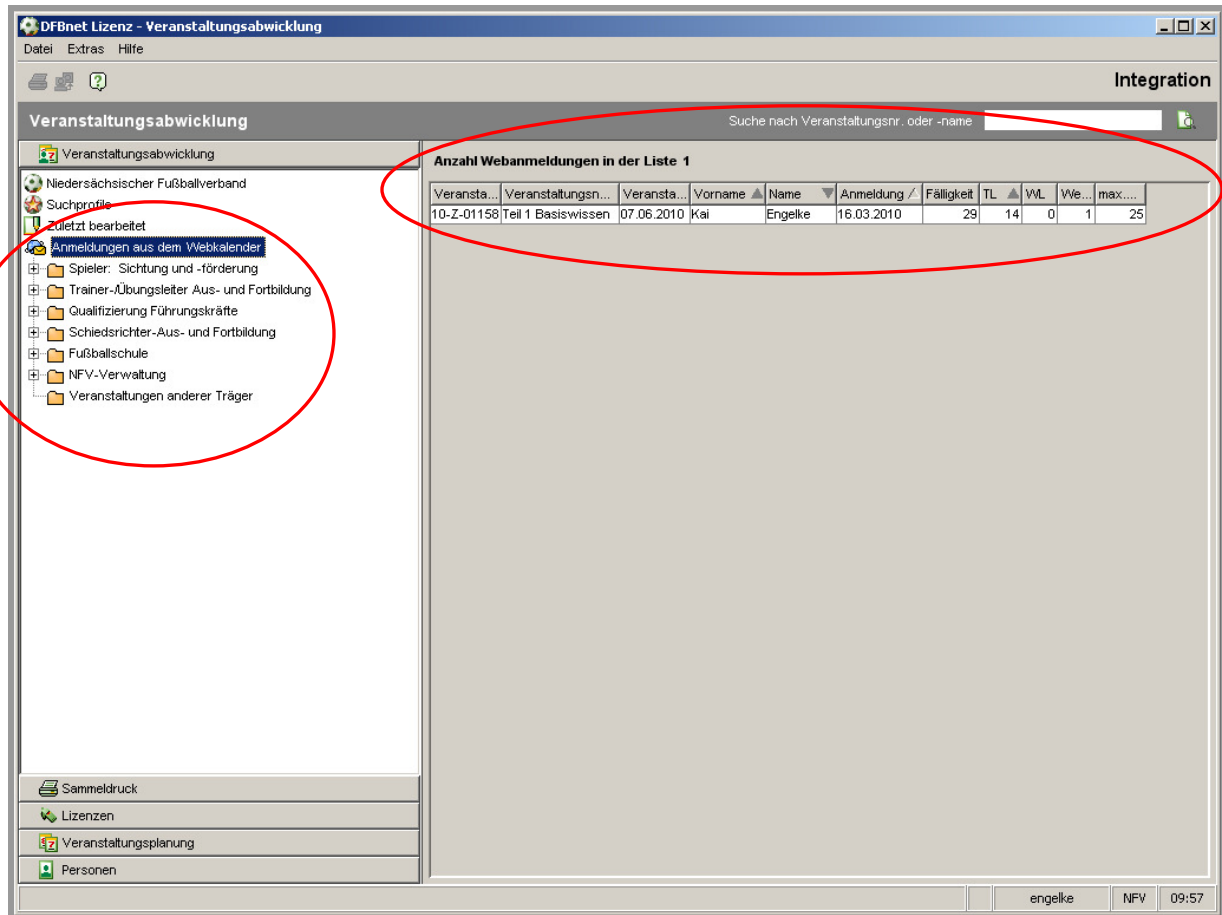 DFBnet Lizenz - Veranstaltungsabwicklung
Datei Extras Hilfe
Integration
Veranstaltungsabwicklung Suche nach Veranstaltungsnr. oder -name
Veranstaltungsabwicklung
Niedersächsischer Fußballverband
Suchprofile
Zuletzt bearbeitet
Anmeldungen aus dem Webkalender
Spieler: Sichtung und -förderung
Trainer-/Übungsleiter Aus- und Fortbildung
Qualifizierung Führungskräfte
Schiedsrichter-Aus- und Fortbildung
Fußballschule
NFV-Verwaltung
Veranstaltungen anderer Träger
Sammeldruck
Lizenzen
Veranstaltungsplanung
Personen
Anzahl Webanmeldungen in der Liste 1
Veransta... Veranstaltungsn... Veransta... Vorname Name Anmeldung Fälligkeit TL WL We... max....
10-Z-01158 Teil 1 Basiswissen 07.06.2010 Kai Engelke 16.03.2010 29 14 0 1 25
engelke NFV 09:57